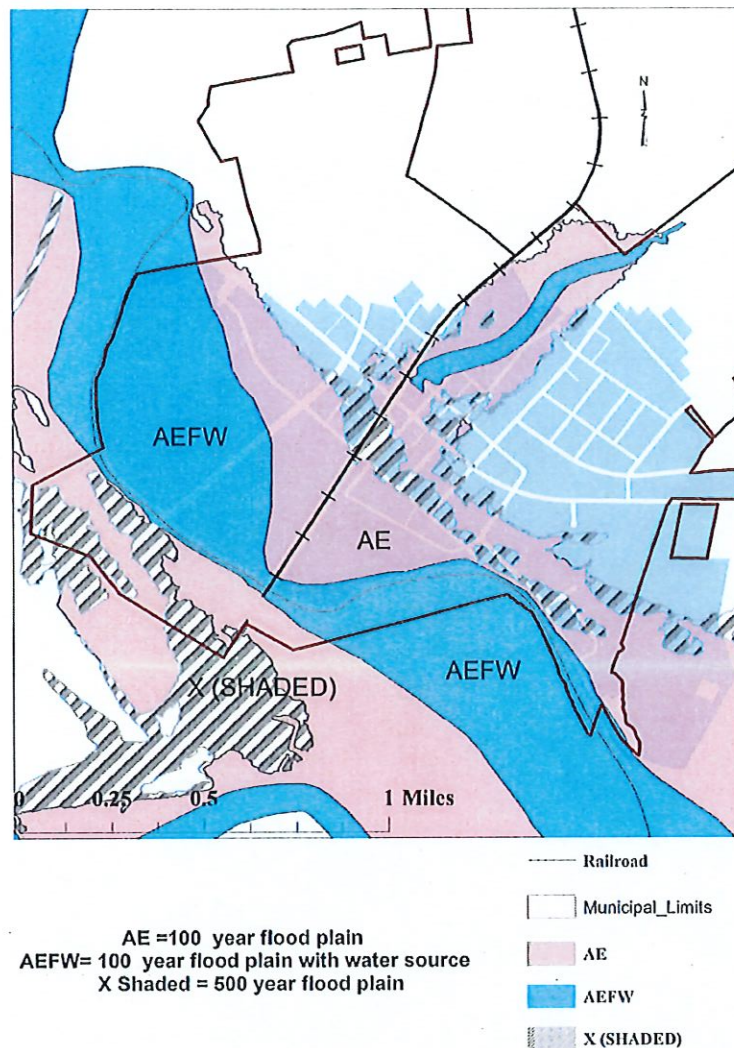 N
AEFW
AE
AEFW
X (SHADED)
0 0.25 0.5 1 Miles
Railroad
Municipal_Limits
AE =100 year flood plain
AE
AEFW= 100 year flood plain with water source
X Shaded = 500 year flood plain
AEFW
X (SHADED)